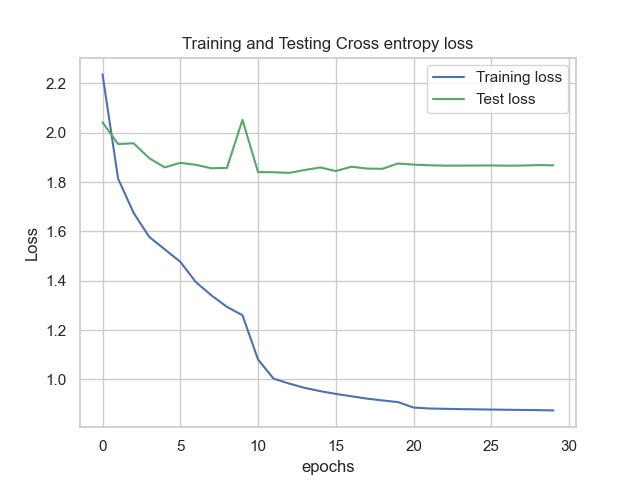 Training and Testing Cross entropy loss
Training loss
Test loss
2.2
2.0
1.8
1.6
1.4
1.2
1.0
Loss
0 5 10 15 20 25 30
epochs